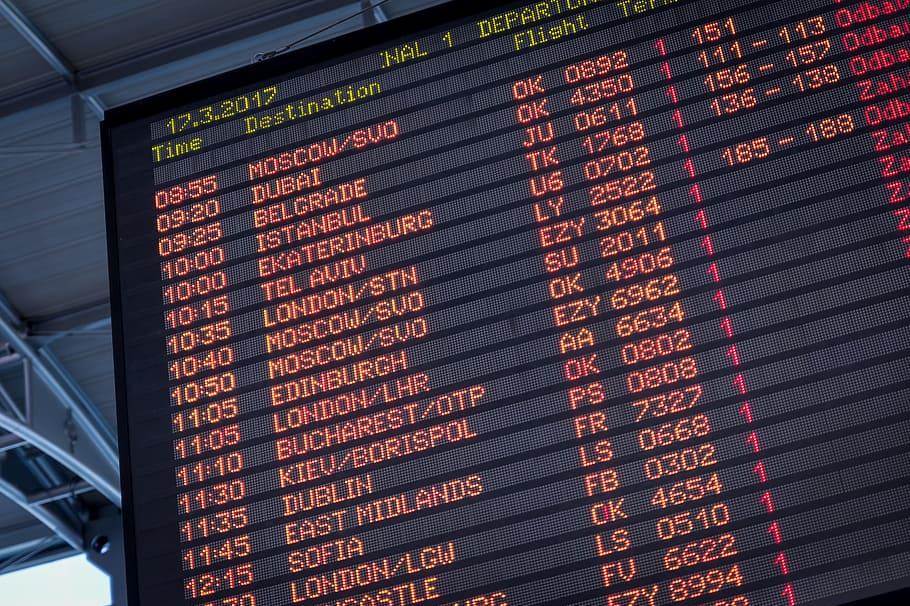 17.3.2017 1 DEPARTU
Time Destination Flight Term
08:55 MOSCOW/SVO OK 0892 1 151
09:20 DUBAI OK 4350 1 111 - 113
09:25 BELGRADE JU 0611 1 156 - 157
10:00 ISTANBUL TK 1768 1 136 - 138
10:00 EKATERINBURG U6 0702 1
10:15 TEL AVIV LY 2522 1 185 - 188
10:35 LONDON/STN EZY 3064 1
10:40 MOSCOW/SVO SU 2011 1
10:50 MOSCOW/SVO OK 4906 1
11:05 EDINBURGH EZY 6962 1
11:05 LONDON/LHR AA 6634 1
11:10 BUCHAREST/OTP OK 0802 1
11:30 KIEV/BORISPOL PS 0808 1
11:35 DUBLIN FR 7327 1
11:45 EAST MIDLANDS LS 0668 1
12:15 SOFIA FB 0302 1
LONDON/LGW OK 4654 1
CASTLE LS 0510 1
FV 6622 1
EZY 8994